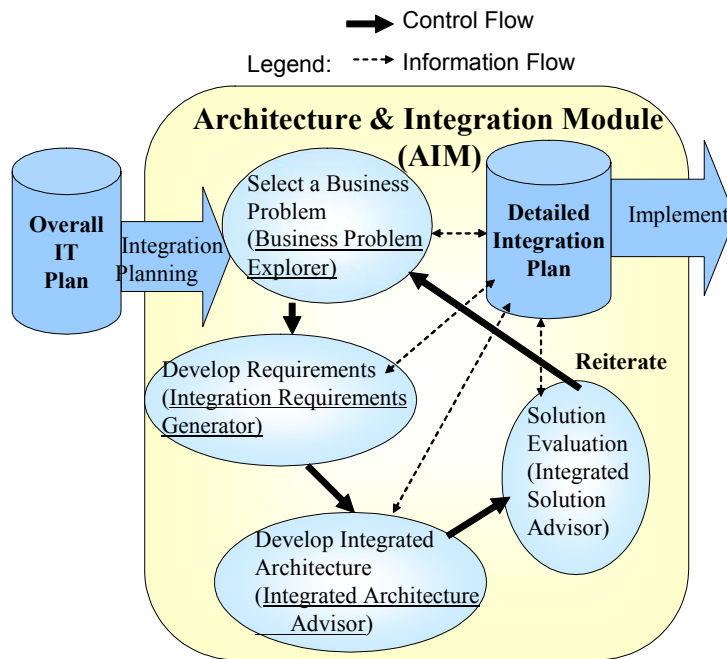 Control Flow
Legend: Information Flow
Architecture & Integration Module
(AIM)
Overall
IT
Plan
Integration
Planning
Select a Business
Problem
(Business Problem
Explorer)
Detailed
Integration
Plan
Implement
Develop Requirements
(Integration Requirements
Generator)
Reiterate
Solution
Evaluation
(Integrated
Solution
Advisor)
Develop Integrated
Architecture
(Integrated Architecture
Advisor)